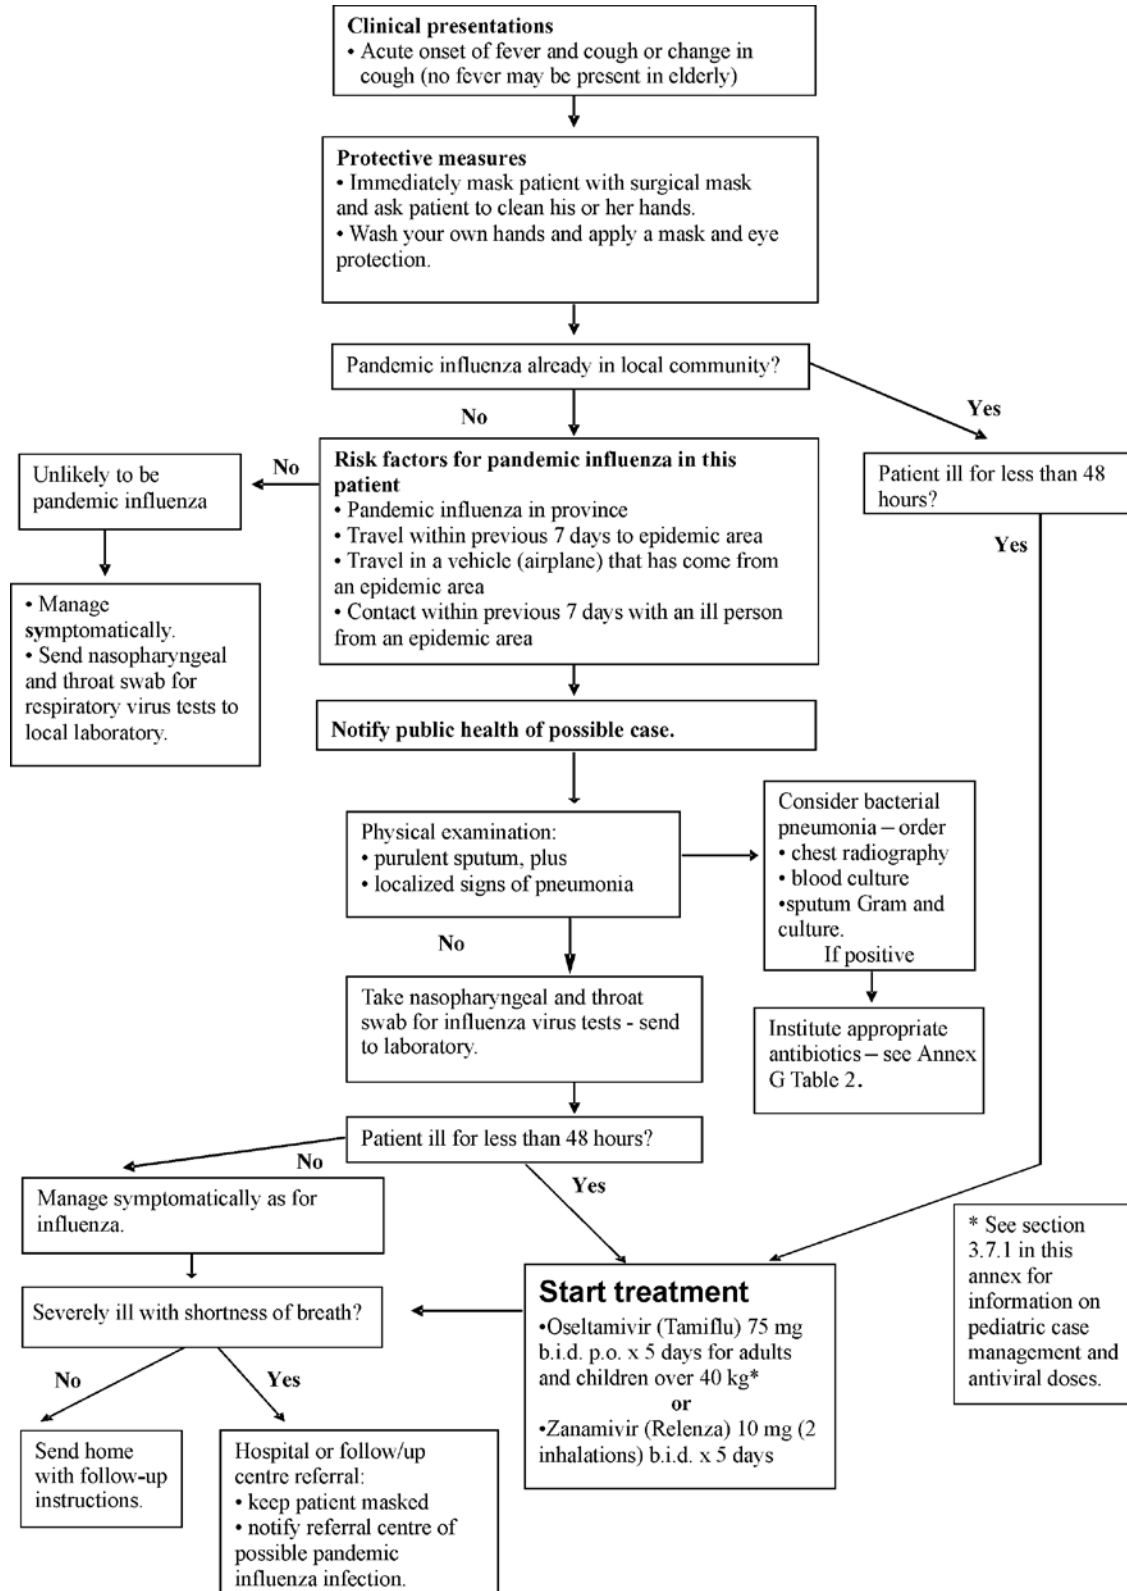 Clinical presentations
• Acute onset of fever and cough or change in
cough (no fever may be present in elderly)
Protective measures
• Immediately mask patient with surgical mask
and ask patient to clean his or her hands.
• Wash your own hands and apply a mask and eye
protection.
Pandemic influenza already in local community?
No
Yes
Unlikely to be
pandemic influenza
No
Risk factors for pandemic influenza in this
patient
• Pandemic influenza in province
• Travel within previous 7 days to epidemic area
• Travel in a vehicle (airplane) that has come from
an epidemic area
• Contact within previous 7 days with an ill person
from an epidemic area
Patient ill for less than 48
hours?
Yes
• Manage
symptomatically.
• Send nasopharyngeal
and throat swab for
respiratory virus tests to
local laboratory.
Notify public health of possible case.
Physical examination:
• purulent sputum, plus
• localized signs of pneumonia
Consider bacterial
pneumonia – order
• chest radiography
• blood culture
•sputum Gram and
culture.
If positive
No
Take nasopharyngeal and throat
swab for influenza virus tests - send
to laboratory.
Institute appropriate
antibiotics – see Annex
G Table 2.
Patient ill for less than 48 hours?
No
Yes
Manage symptomatically as for
influenza.
Severely ill with shortness of breath?
Start treatment
•Oseltamivir (Tamiflu) 75 mg
b.i.d. p.o. x 5 days for adults
and children over 40 kg*
or
•Zanamivir (Relenza) 10 mg (2
inhalations) b.i.d. x 5 days
* See section
3.7.1 in this
annex for
information on
pediatric case
management and
antiviral doses.
No
Yes
Send home
with follow-up
instructions.
Hospital or follow/up
centre referral:
• keep patient masked
• notify referral centre of
possible pandemic
influenza infection.